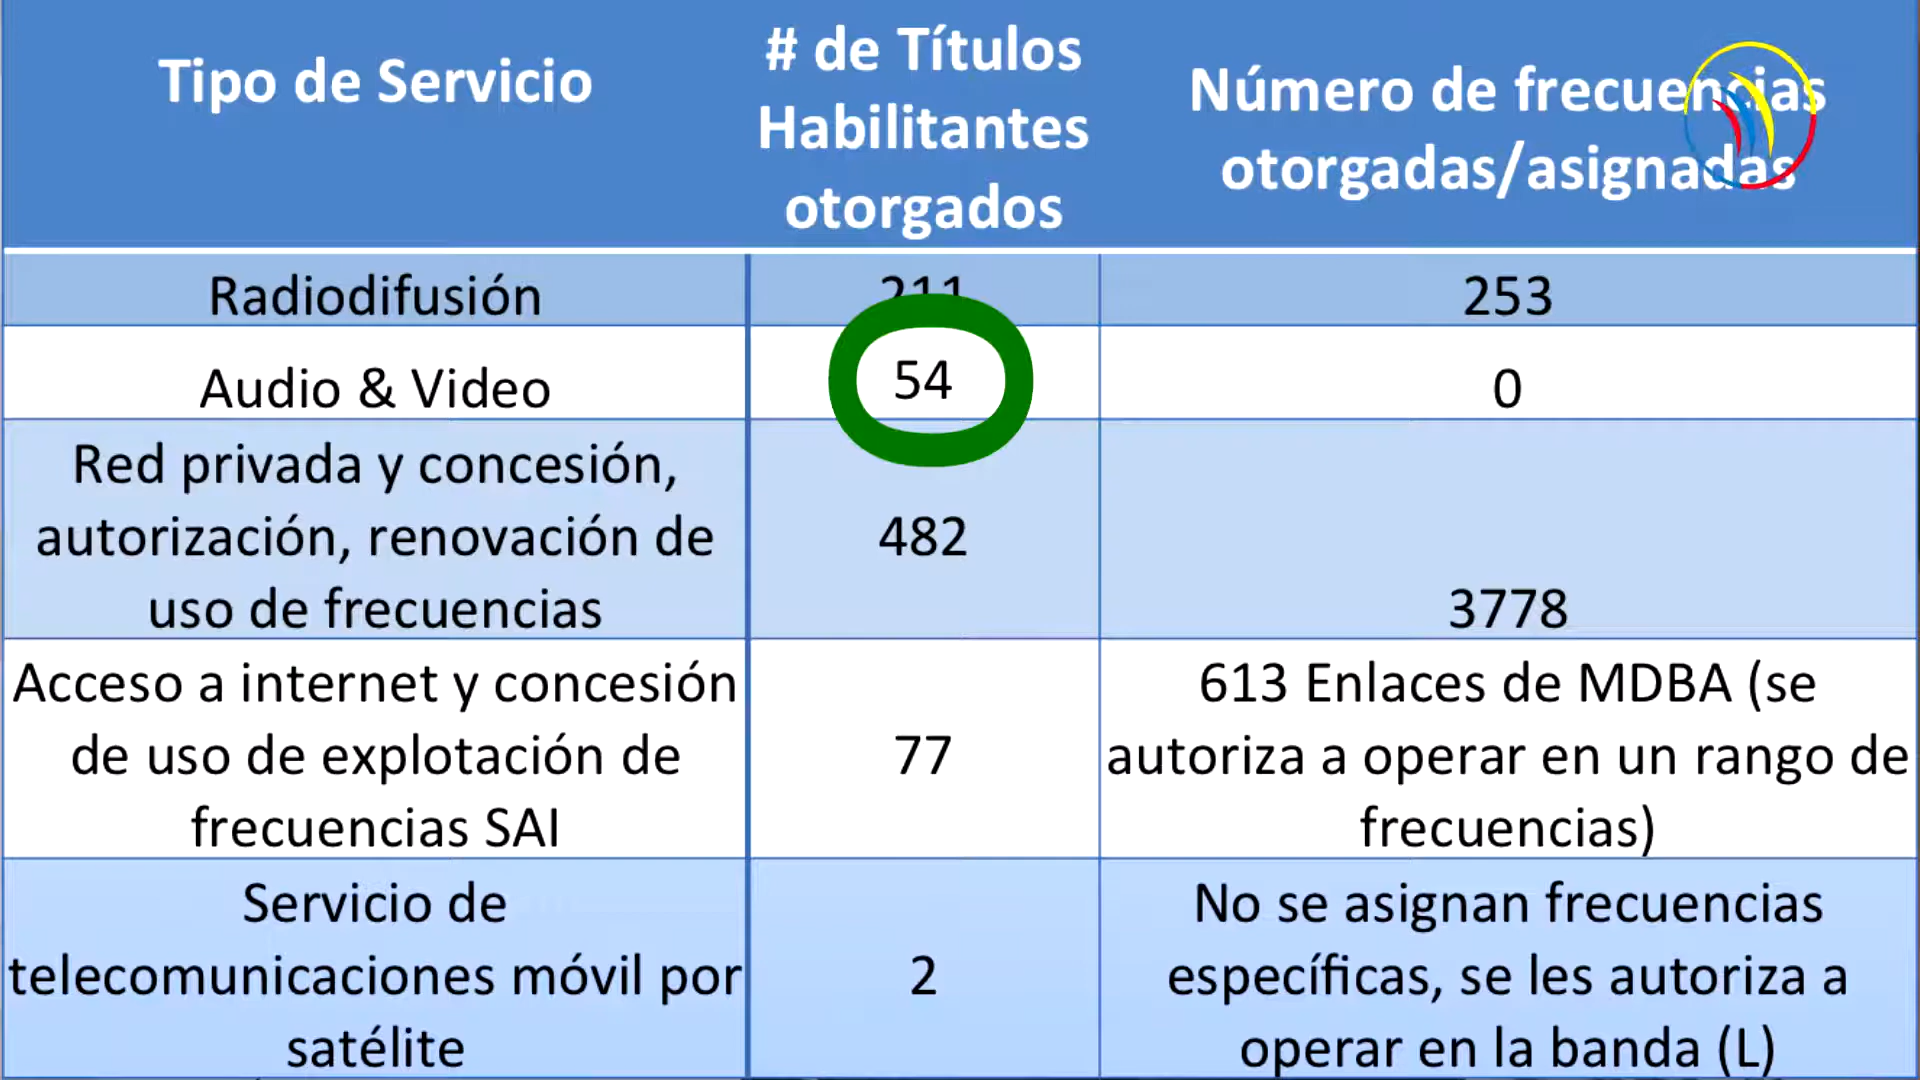 Tipo de Servicio
# de Títulos
Habilitantes
otorgados
Número de frecuencias
otorgadas/asignadas
Radiodifusión
211
253
Audio & Video
54
0
Red privada y concesión,
autorización, renovación de
uso de frecuencias
482
3778
Acceso a internet y concesión
de uso de explotación de
frecuencias SAI
77
613 Enlaces de MDBA (se
autoriza a operar en un rango de
frecuencias)
Servicio de
telecomunicaciones móvil por
satélite
2
No se asignan frecuencias
específicas, se les autoriza a
operar en la banda (L)